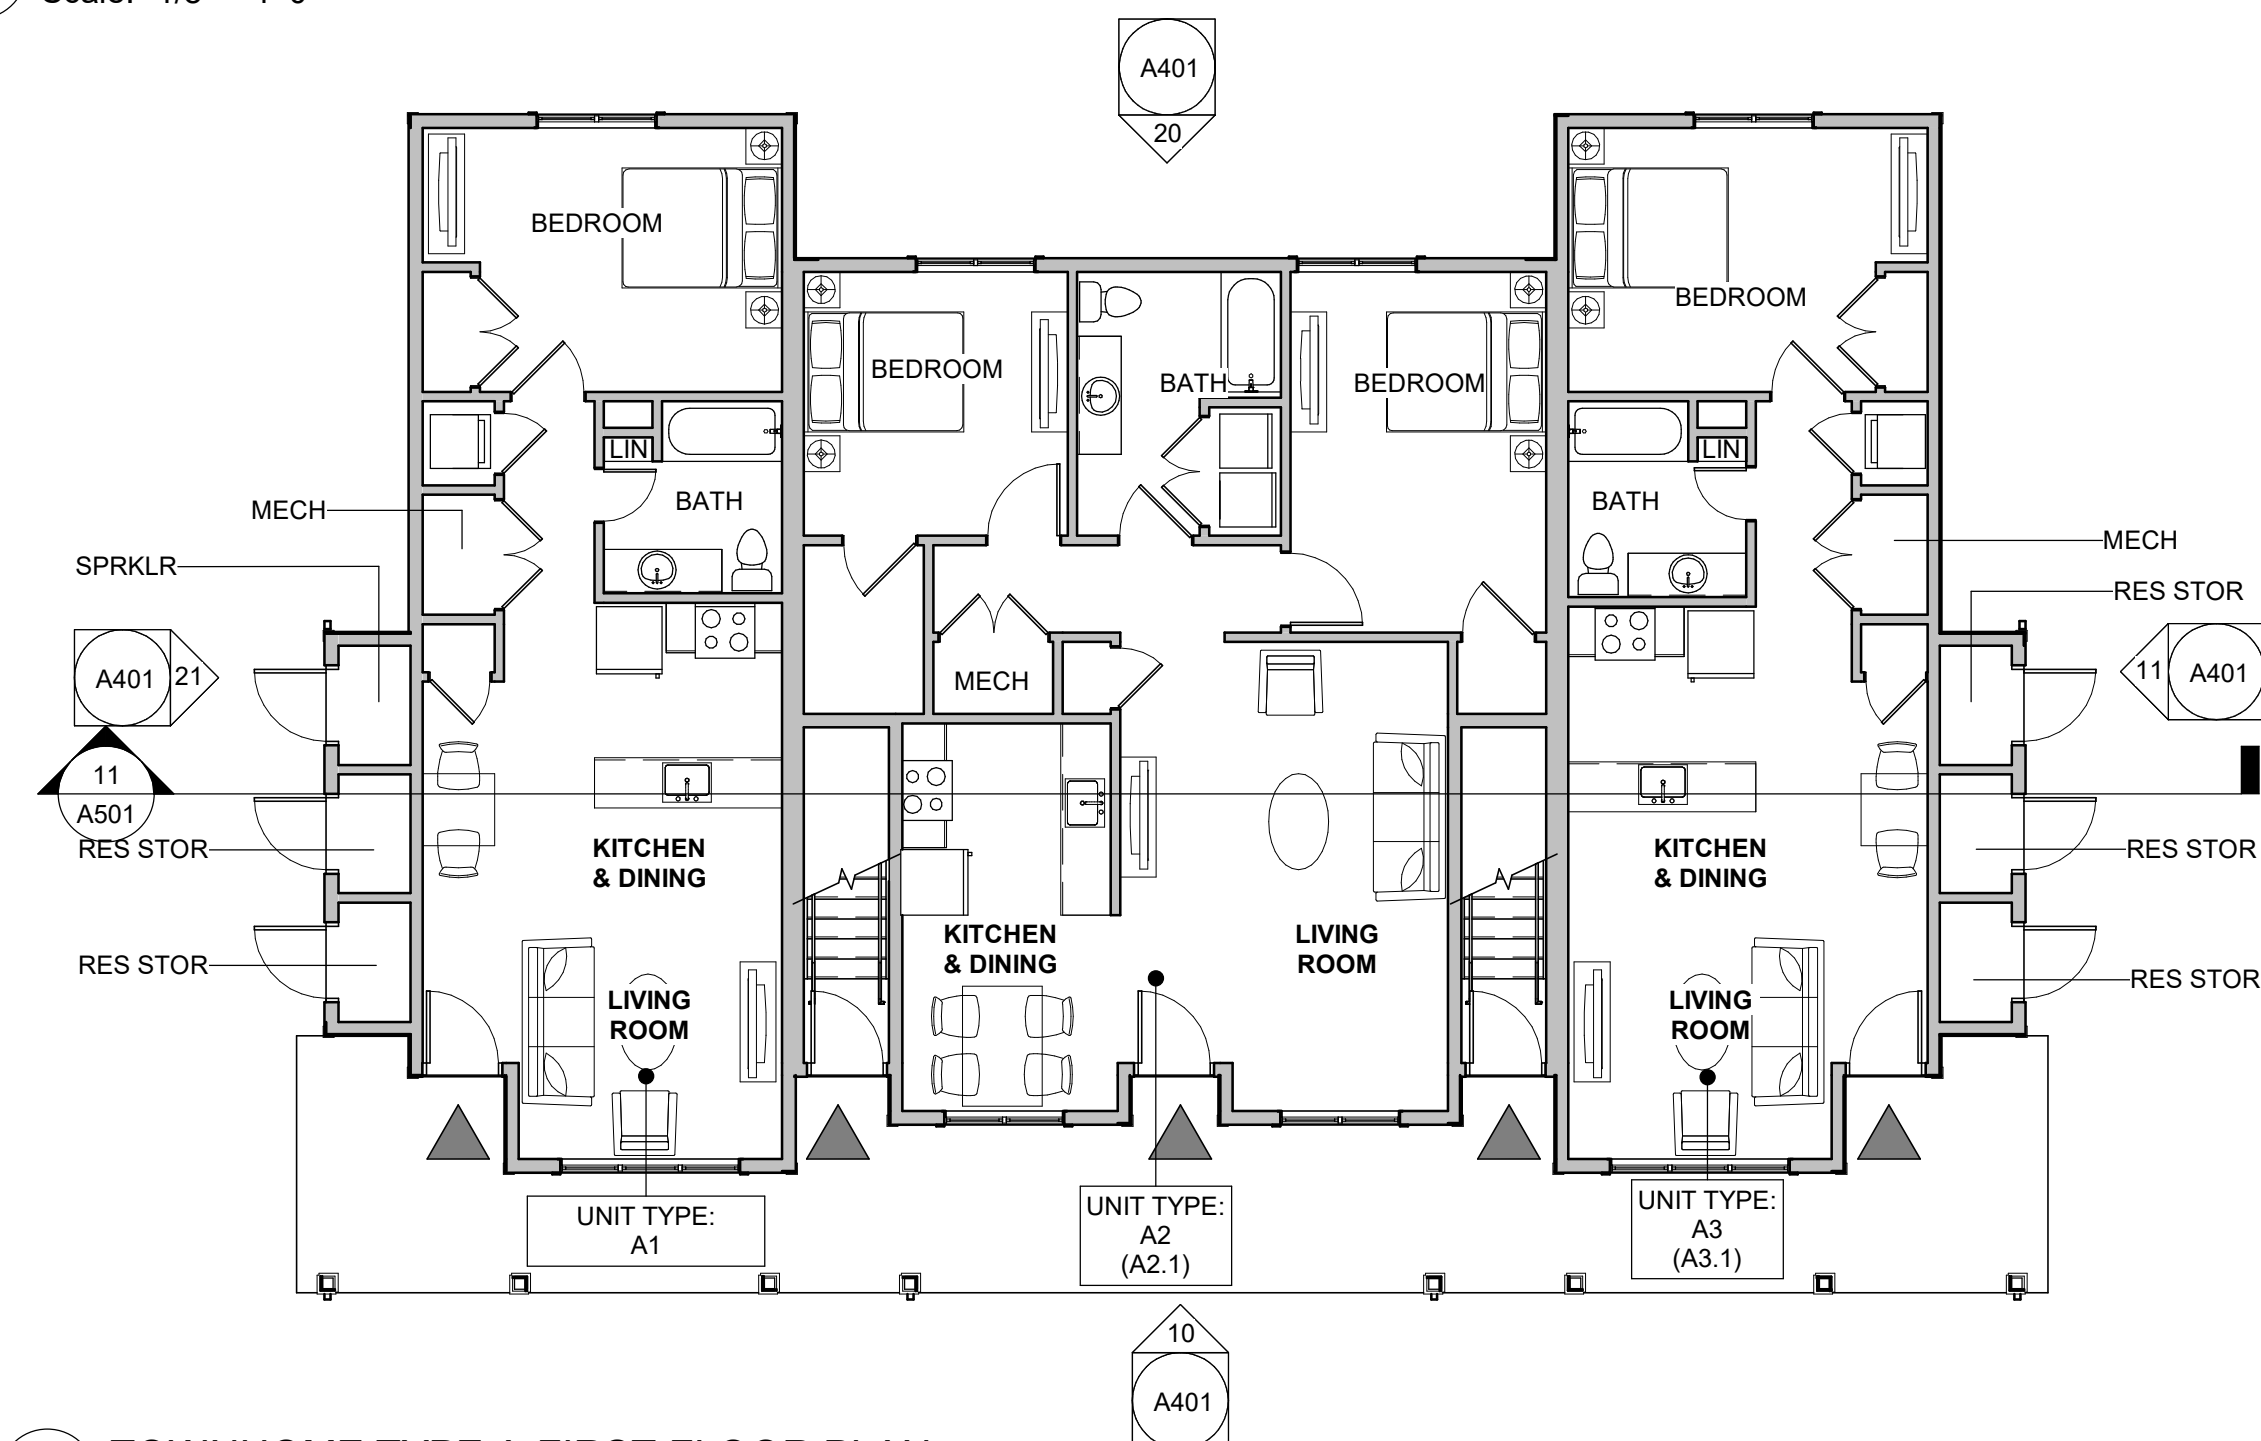 A401
20
BEDROOM
BEDROOM
BEDROOM
BATH
BEDROOM
LIN
LIN
BATH
BATH
MECH
MECH
SPRKLR
RES STOR
A401 21
MECH
11 A401
11
A501
RES STOR
KITCHEN
& DINING
KITCHEN
& DINING
RES STOR
KITCHEN
& DINING
LIVING
ROOM
RES STOR
RES STOR
LIVING
ROOM
LIVING
ROOM
UNIT TYPE:
A1
UNIT TYPE:
A2
(A2.1)
UNIT TYPE:
A3
(A3.1)
10
A401